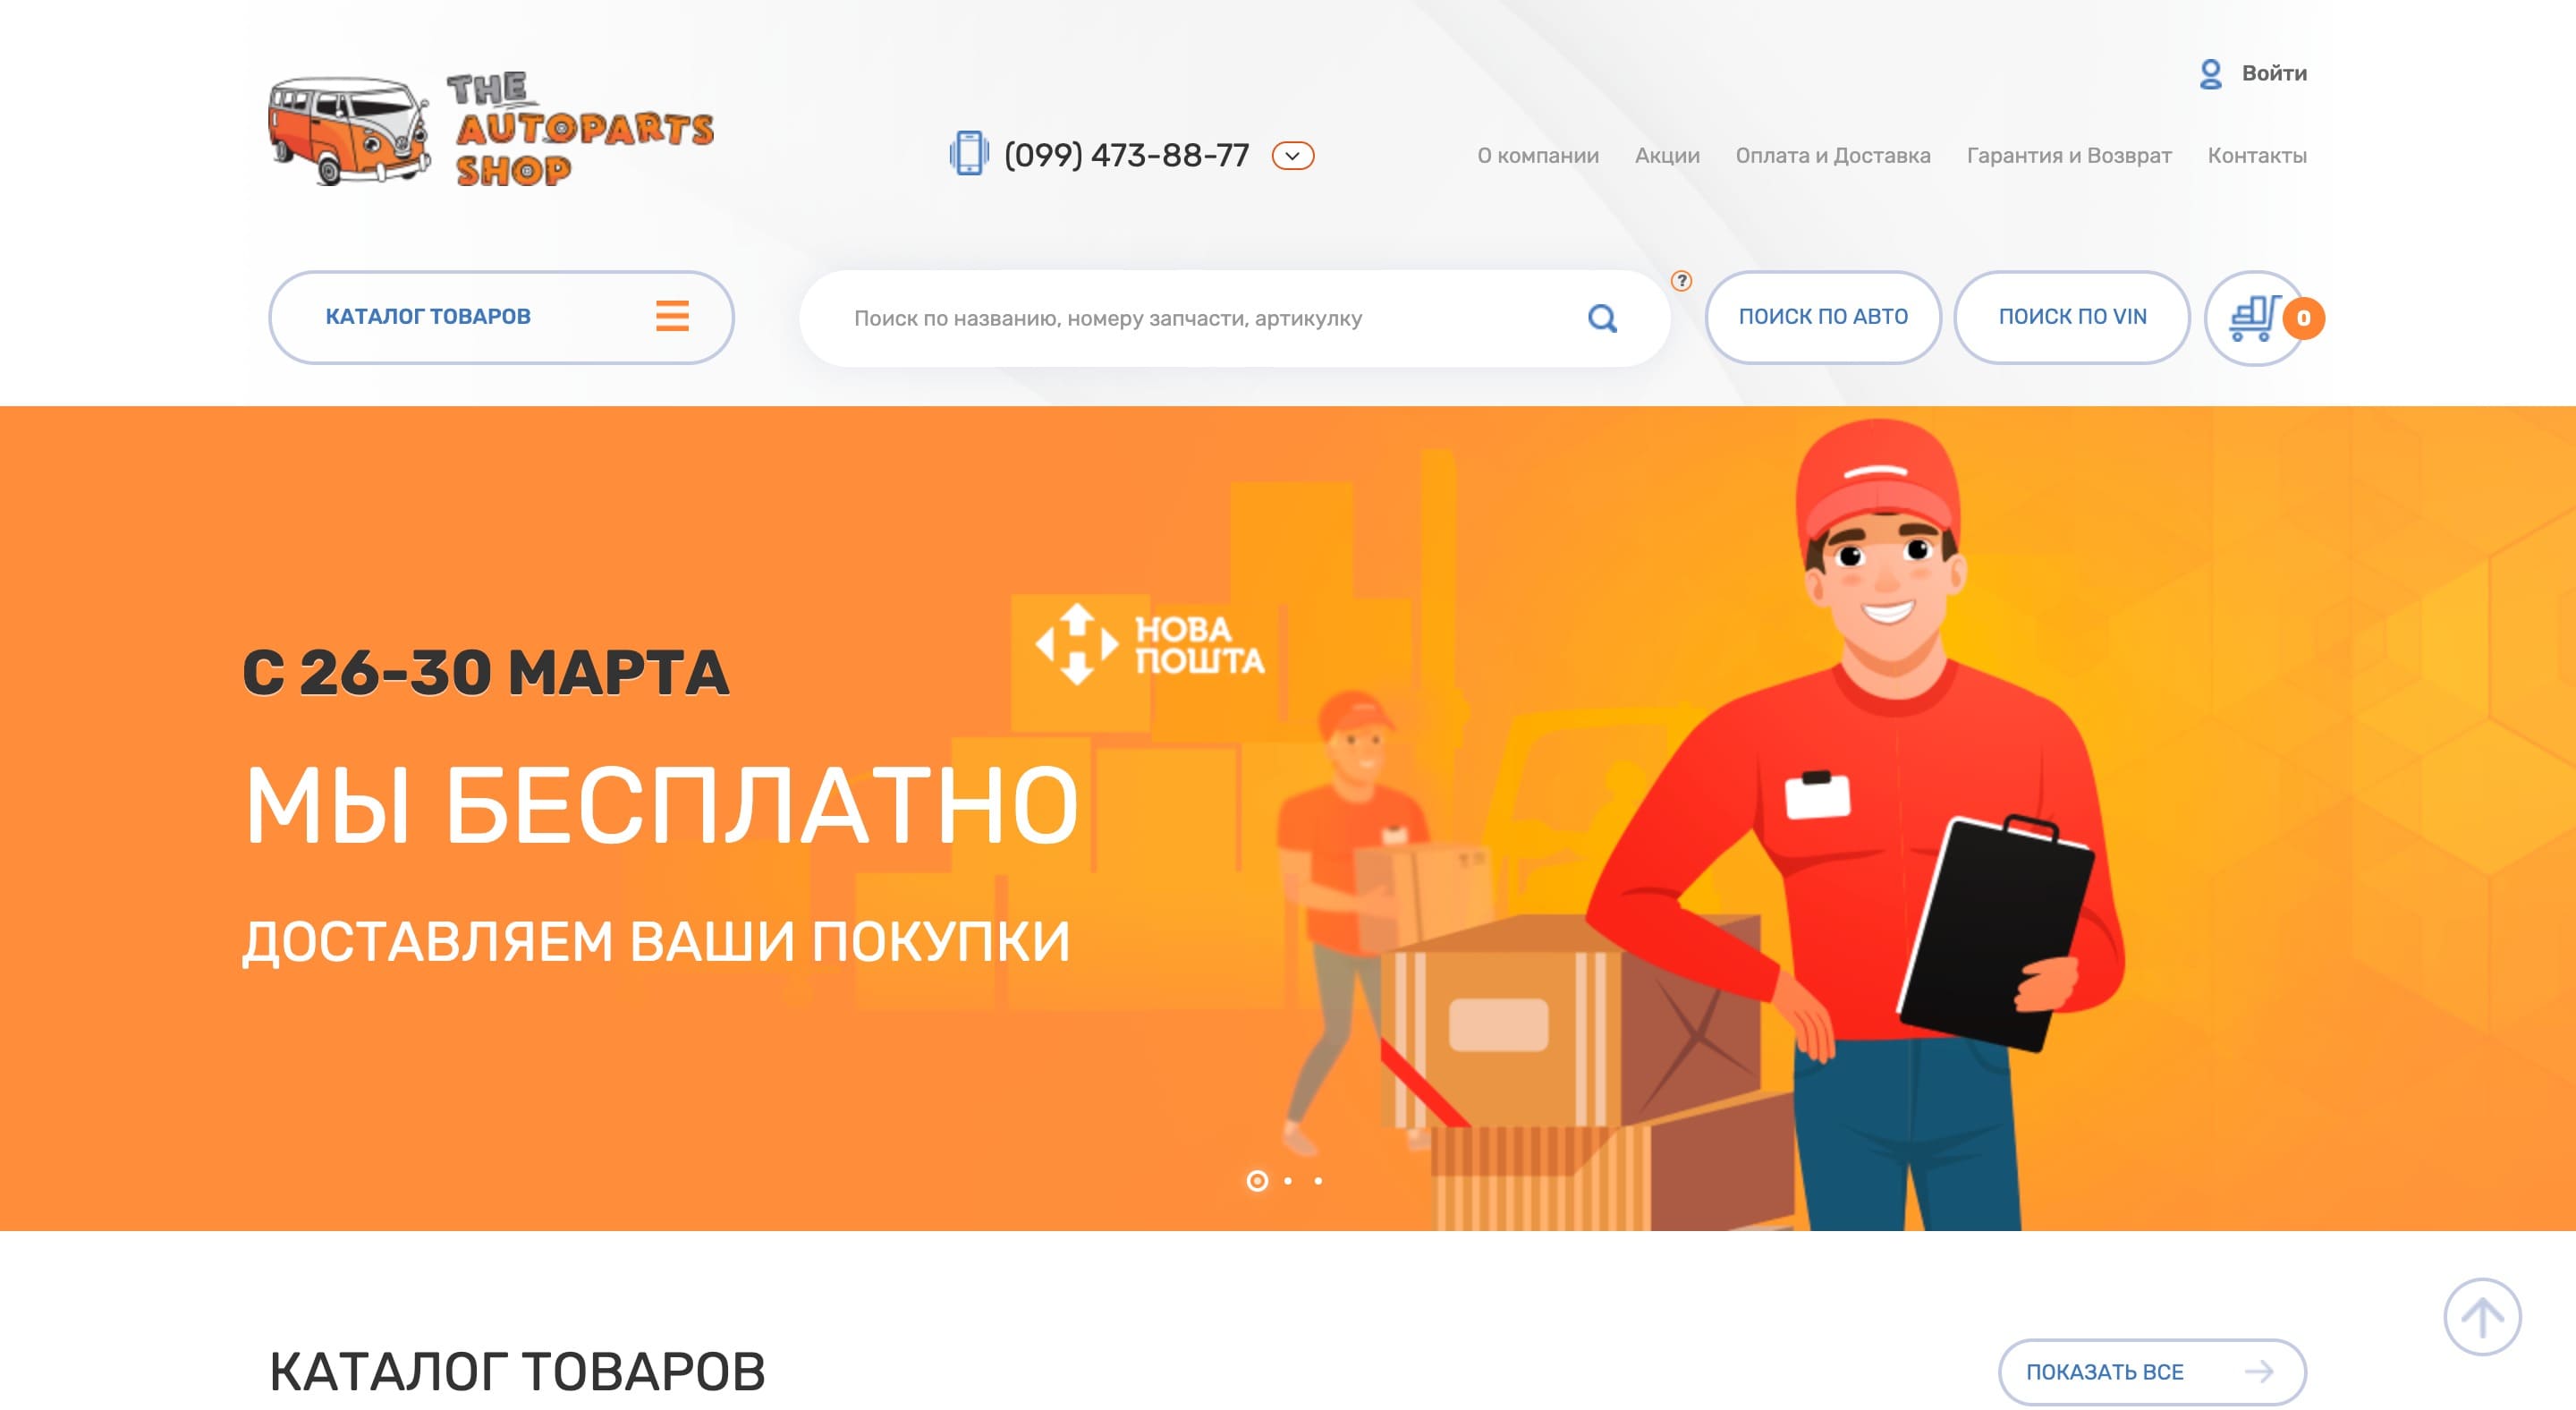 THE
AUTOPARTS
SHOP
(099) 473-88-77
Войти
О компании Акции Оплата и Доставка Гарантия и Возврат Контакты
КАТАЛОГ ТОВАРОВ
Поиск по названию, номеру запчасти, артикулку
?
ПОИСК ПО АВТО
ПОИСК ПО VIN
0
НОВА
ПОШТА
С 26-30 МАРТА
МЫ БЕСПЛАТНО
ДОСТАВЛЯЕМ ВАШИ ПОКУПКИ
КАТАЛОГ ТОВАРОВ
ПОКАЗАТЬ ВСЕ